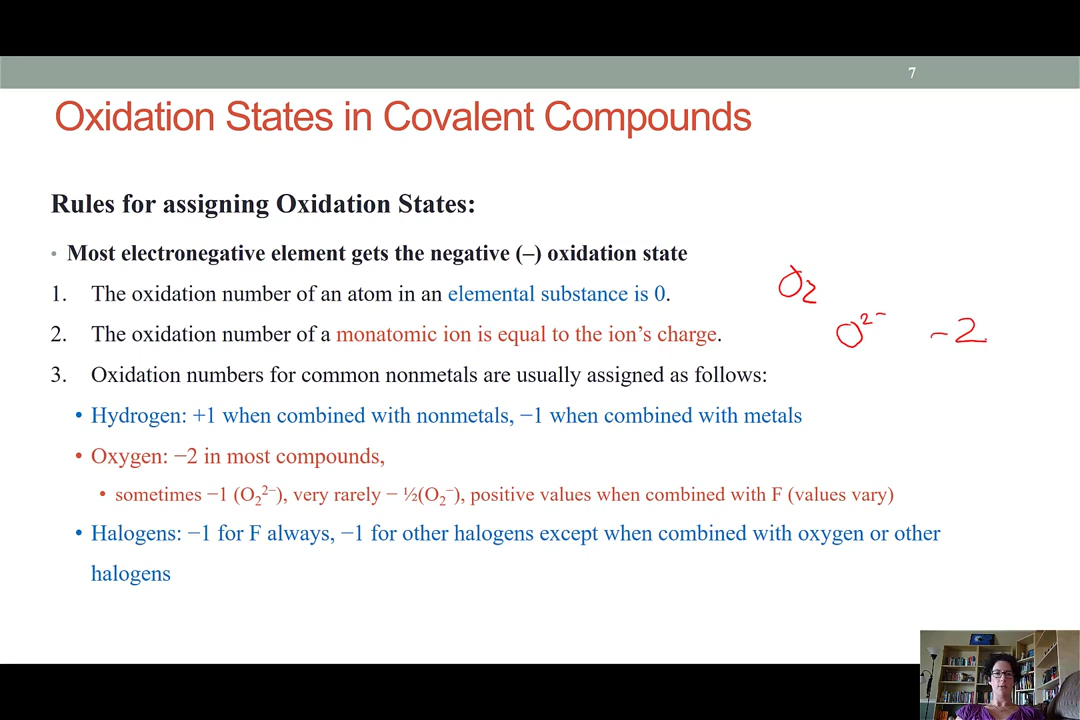 7
Oxidation States in Covalent Compounds
Rules for assigning Oxidation States:
• Most electronegative element gets the negative (–) oxidation state
1. The oxidation number of an atom in an elemental substance is 0.
O₂
2. The oxidation number of a monatomic ion is equal to the ion’s charge.
O²⁻ −2
3. Oxidation numbers for common nonmetals are usually assigned as follows:
• Hydrogen: +1 when combined with nonmetals, −1 when combined with metals
• Oxygen: −2 in most compounds,
• sometimes −1 (O₂²⁻), very rarely − ½(O₂⁻), positive values when combined with F (values vary)
• Halogens: −1 for F always, −1 for other halogens except when combined with oxygen or other
halogens